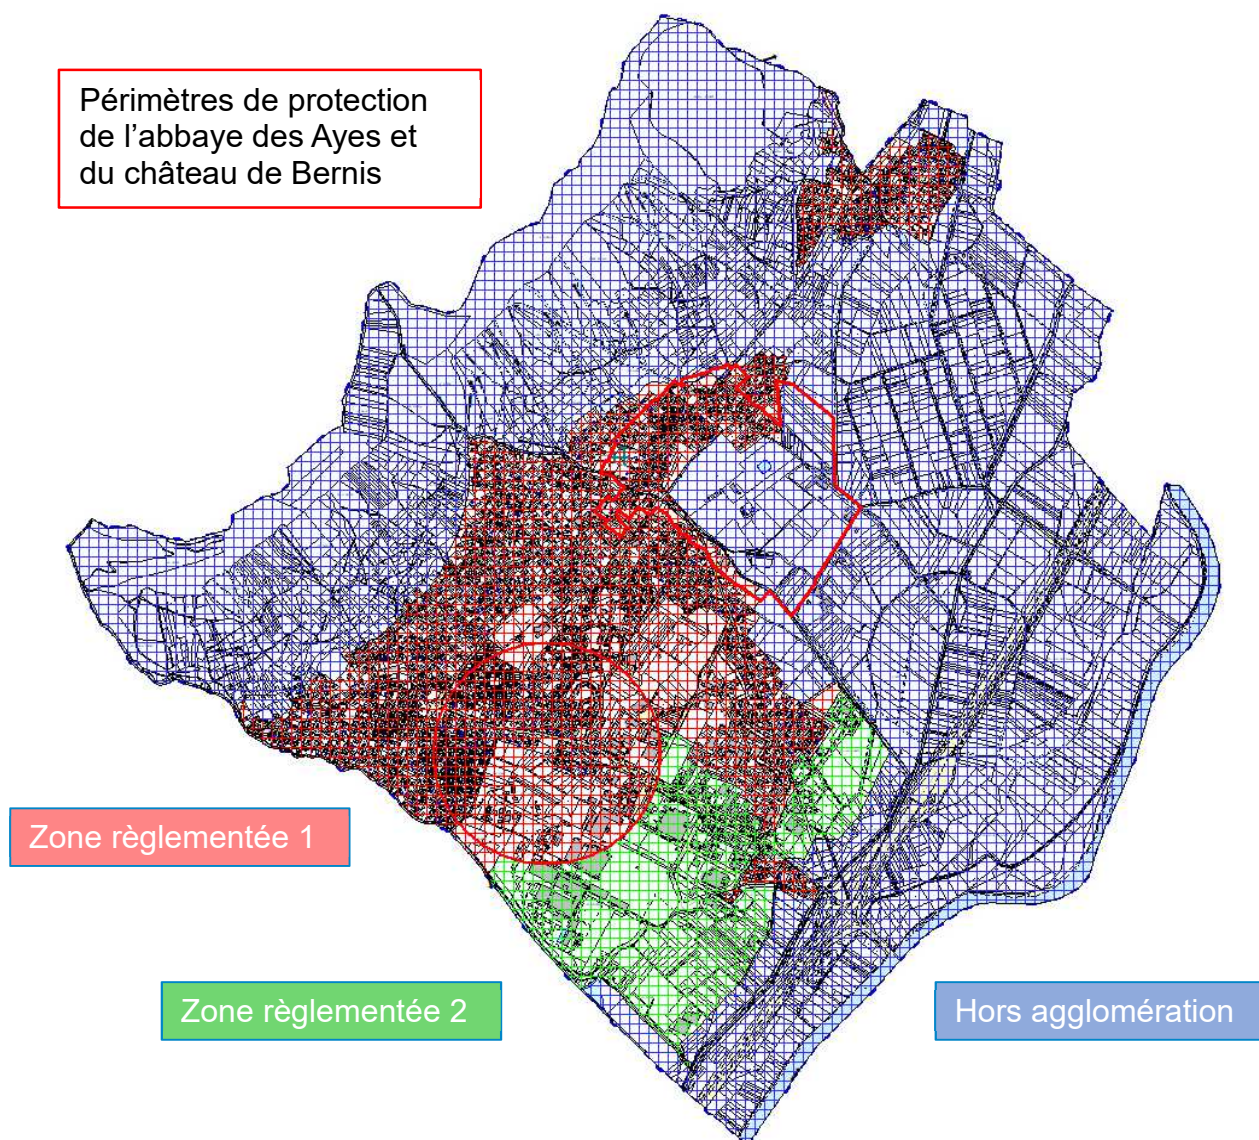 Périmètres de protection
de l'abbaye des Ayes et
du château de Bernis
Zone règlementée 1
Zone règlementée 2
Hors agglomération